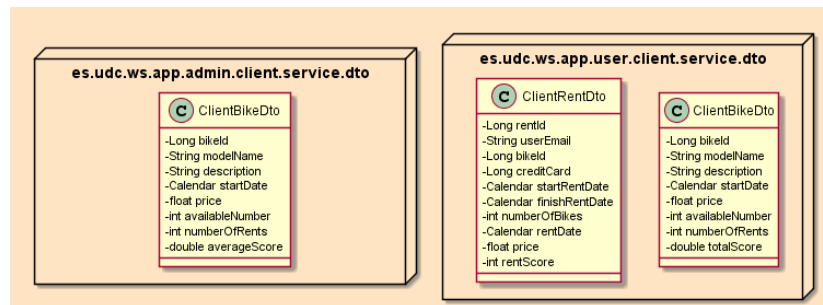 es.udc.ws.app.admin.client.service.dto
C ClientBikeDto
-Long bikeId
-String modelName
-String description
-Calendar startDate
-float price
-int availableNumber
-int numberOfRents
-double averageScore
es.udc.ws.app.user.client.service.dto
C ClientRentDto
-Long rentId
-String userEmail
-Long bikeId
-Long creditCard
-Calendar startRentDate
-Calendar finishRentDate
-int numberOfBikes
-Calendar rentDate
-float price
-int rentScore
C ClientBikeDto
-Long bikeId
-String modelName
-String description
-Calendar startDate
-float price
-int availableNumber
-int numberOfRents
-double totalScore